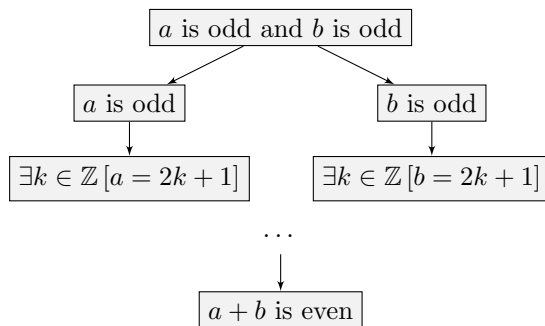 a is odd and b is odd
a is odd
b is odd
∃k ∈ ℤ [a = 2k + 1]
∃k ∈ ℤ [b = 2k + 1]
...
a + b is even